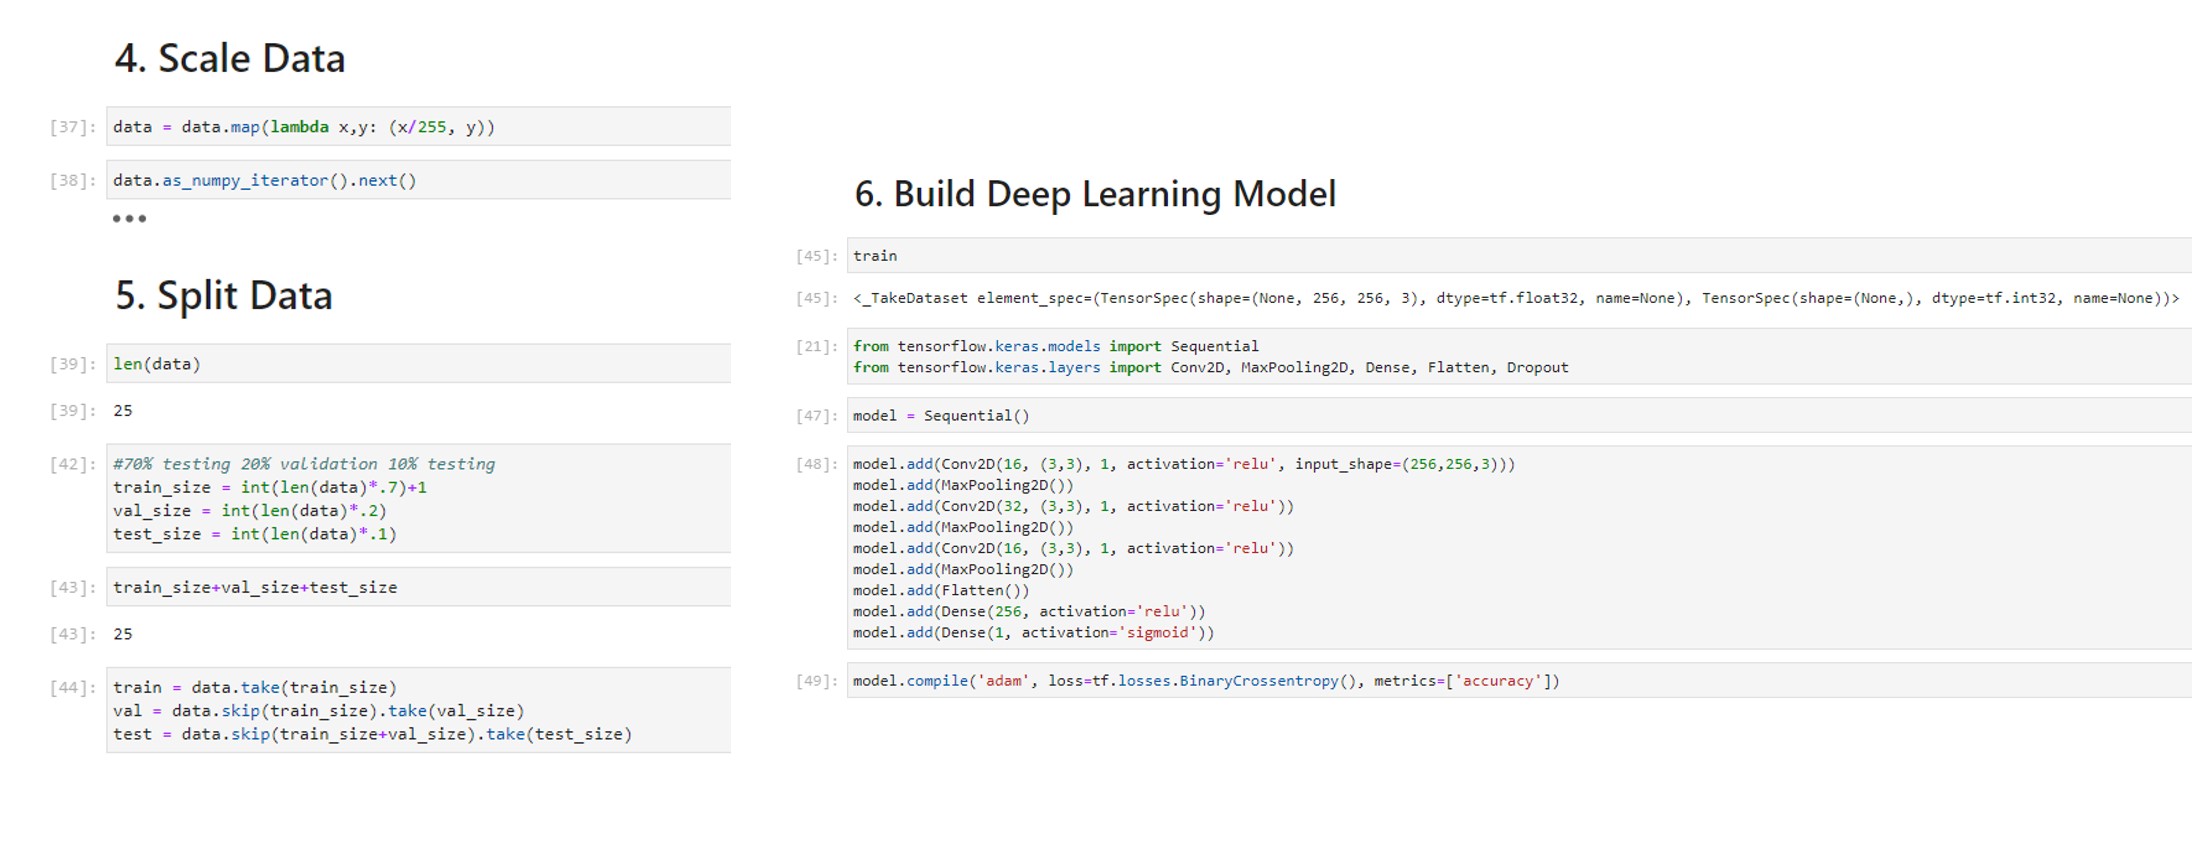 4. Scale Data
[37]: data = data.map(lambda x,y: (x/255, y))
[38]: data.as_numpy_iterator().next()
•••
5. Split Data
[39]: len(data)
[39]: 25
[42]: #70% testing 20% validation 10% testing
train_size = int(len(data)*.7)+1
val_size = int(len(data)*.2)
test_size = int(len(data)*.1)
[43]: train_size+val_size+test_size
[43]: 25
[44]: train = data.take(train_size)
val = data.skip(train_size).take(val_size)
test = data.skip(train_size+val_size).take(test_size)
6. Build Deep Learning Model
[45]: train
[45]: <_TakeDataset element_spec=(TensorSpec(shape=(None, 256, 256, 3), dtype=tf.float32, name=None), TensorSpec(shape=(None,), dtype=tf.int32, name=None))>
[21]: from tensorflow.keras.models import Sequential
from tensorflow.keras.layers import Conv2D, MaxPooling2D, Dense, Flatten, Dropout
[47]: model = Sequential()
[48]: model.add(Conv2D(16, (3,3), 1, activation='relu', input_shape=(256,256,3)))
model.add(MaxPooling2D())
model.add(Conv2D(32, (3,3), 1, activation='relu'))
model.add(MaxPooling2D())
model.add(Conv2D(16, (3,3), 1, activation='relu'))
model.add(MaxPooling2D())
model.add(Flatten())
model.add(Dense(256, activation='relu'))
model.add(Dense(1, activation='sigmoid'))
[49]: model.compile('adam', loss=tf.losses.BinaryCrossentropy(), metrics=['accuracy'])